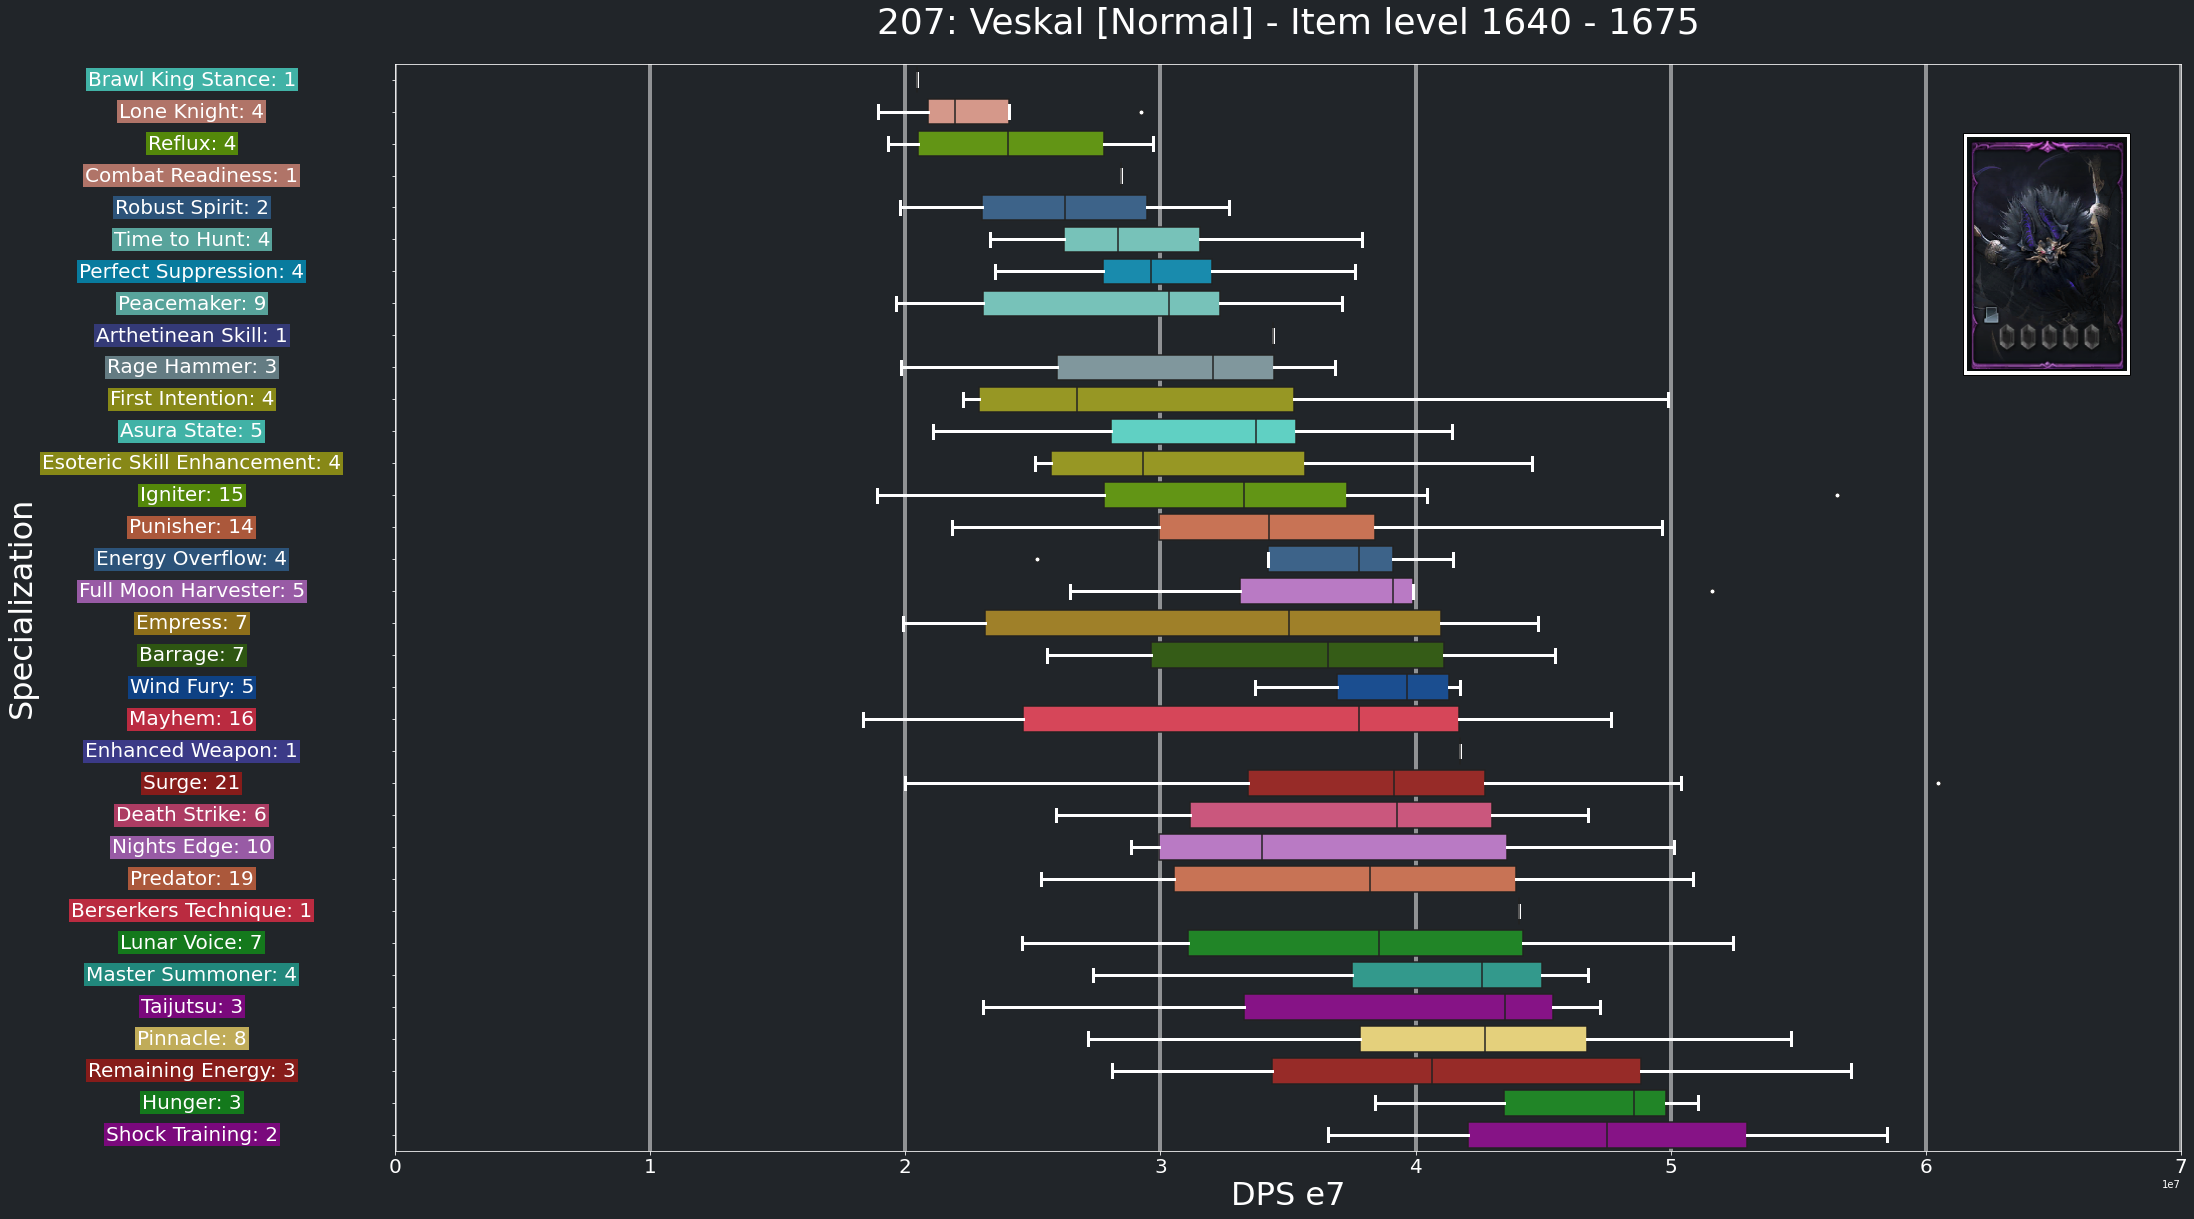 207: Veskal [Normal] - Item level 1640 - 1675
Specialization
Brawl King Stance: 1
Lone Knight: 4
Reflux: 4
Combat Readiness: 1
Robust Spirit: 2
Time to Hunt: 4
Perfect Suppression: 4
Peacemaker: 9
Arthetinean Skill: 1
Rage Hammer: 3
First Intention: 4
Asura State: 5
Esoteric Skill Enhancement: 4
Igniter: 15
Punisher: 14
Energy Overflow: 4
Full Moon Harvester: 5
Empress: 7
Barrage: 7
Wind Fury: 5
Mayhem: 16
Enhanced Weapon: 1
Surge: 21
Death Strike: 6
Nights Edge: 10
Predator: 19
Berserkers Technique: 1
Lunar Voice: 7
Master Summoner: 4
Taijutsu: 3
Pinnacle: 8
Remaining Energy: 3
Hunger: 3
Shock Training: 2
0 1 2 3 4 5 6 7
1e7
DPS e7